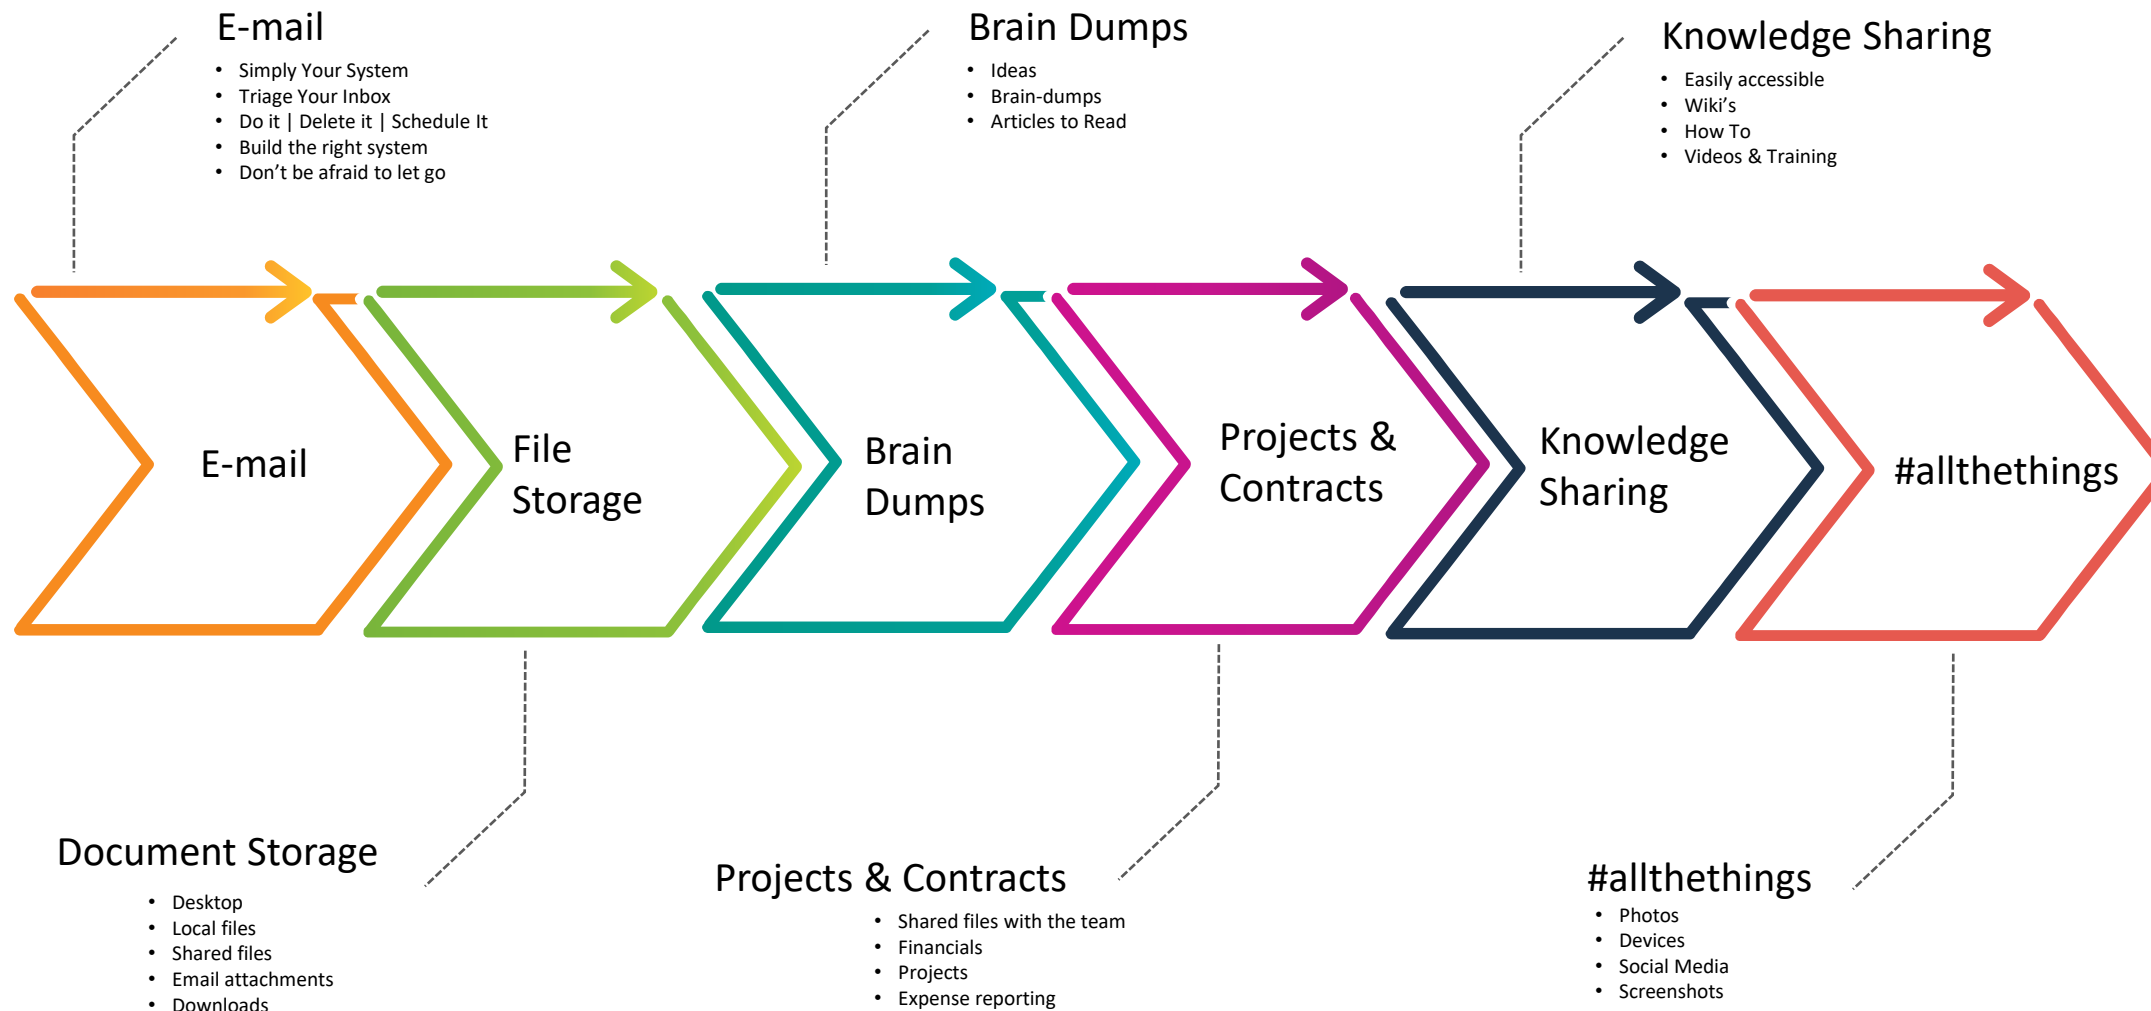 E-mail
• Simply Your System
• Triage Your Inbox
• Do it | Delete it | Schedule It
• Build the right system
• Don't be afraid to let go
Brain Dumps
• Ideas
• Brain-dumps
• Articles to Read
Knowledge Sharing
• Easily accessible
• Wiki's
• How To
• Videos & Training
E-mail
File
Storage
Brain
Dumps
Projects &
Contracts
Knowledge
Sharing
#allthethings
Document Storage
• Desktop
• Local files
• Shared files
• Email attachments
• Downloads
Projects & Contracts
• Shared files with the team
• Financials
• Projects
• Expense reporting
#allthethings
• Photos
• Devices
• Social Media
• Screenshots